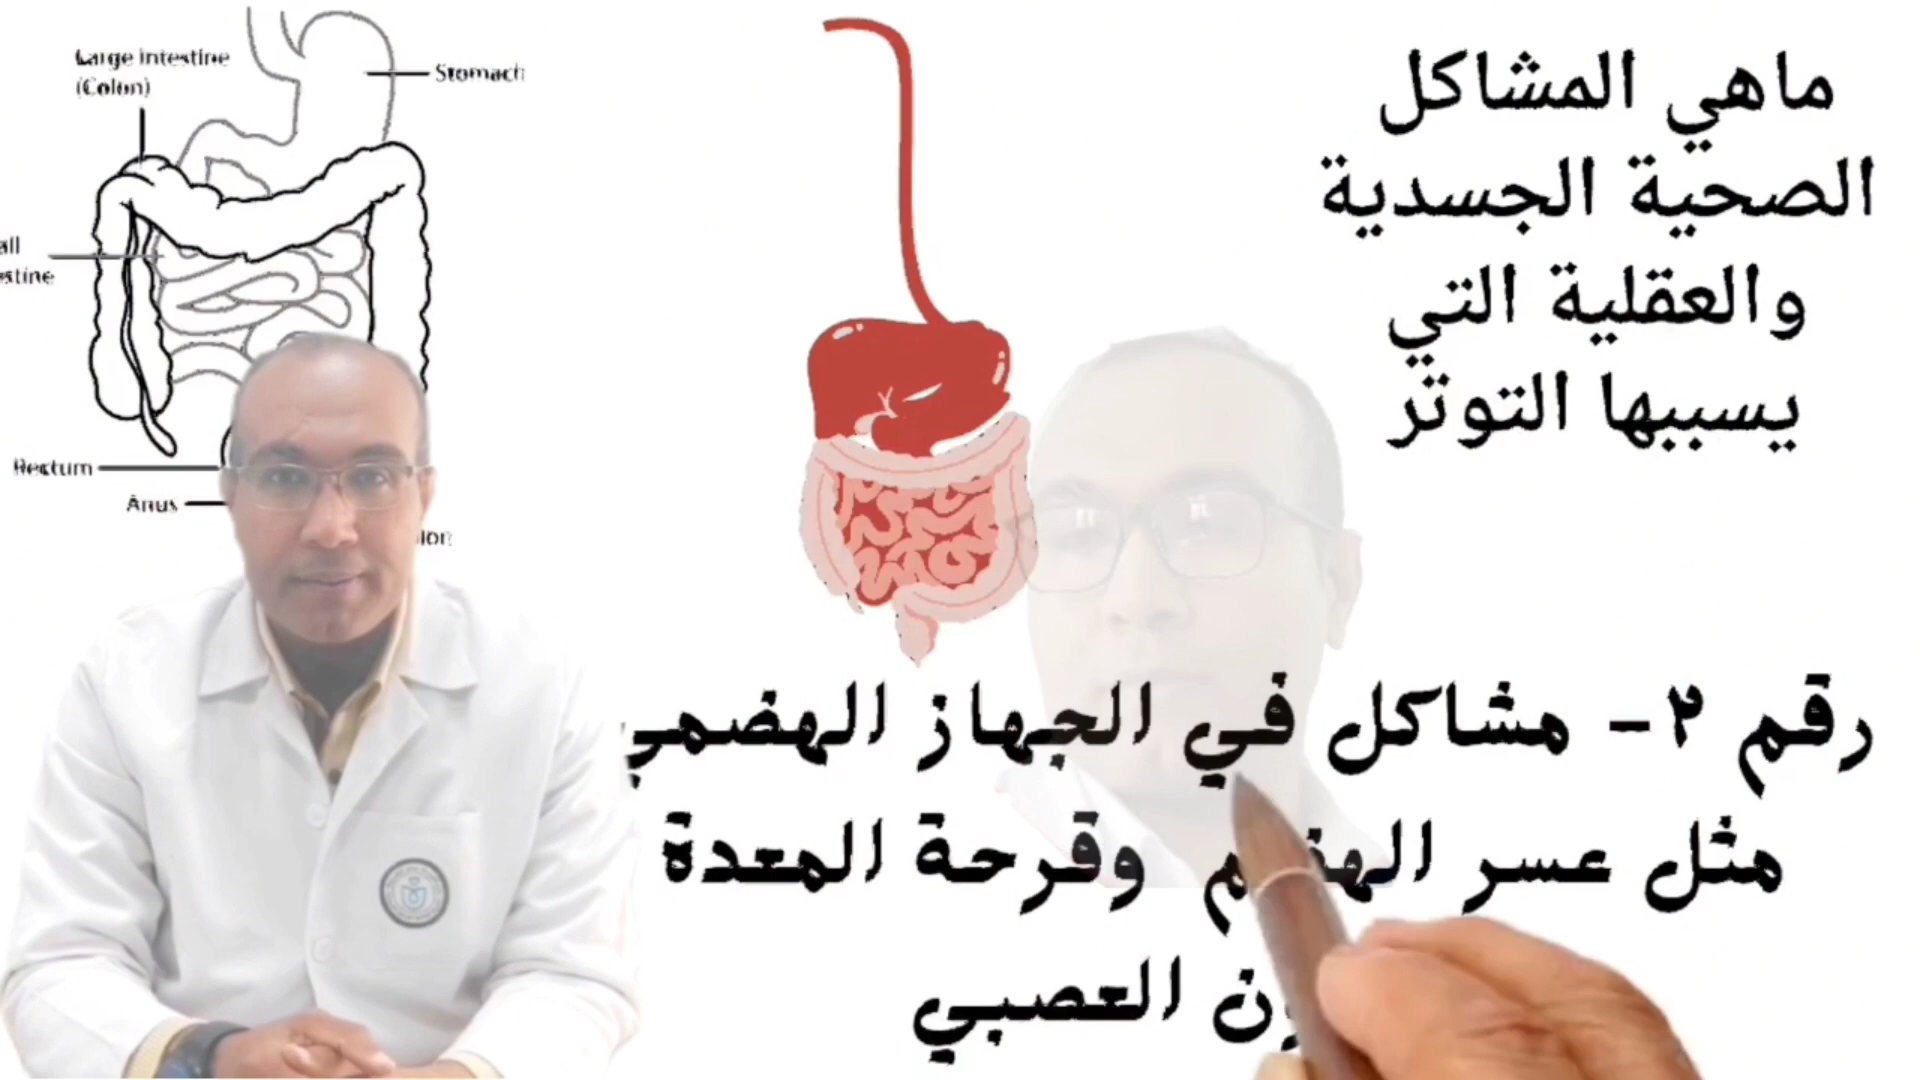 ماهي المشاكل
الصحية الجسدية
والعقلية التي
يسببها التوتر
رقم ٢- مشاكل في الجهاز الهضمي
مثل عسر الهضم وقرحة المعدة
العصبي
Large Intestine
(Colon)
Stomach
Rectum
Anus